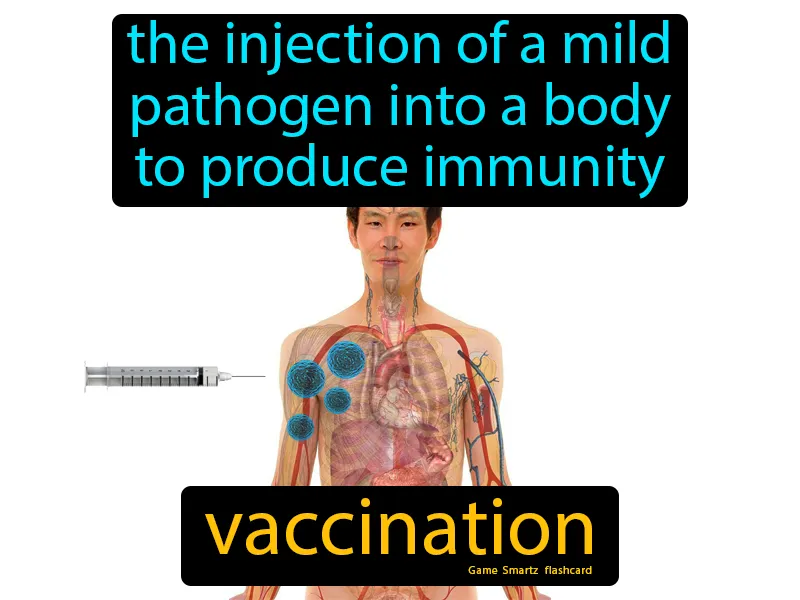 the injection of a mild
pathogen into a body
to produce immunity
vaccination
Game Smartz flashcard